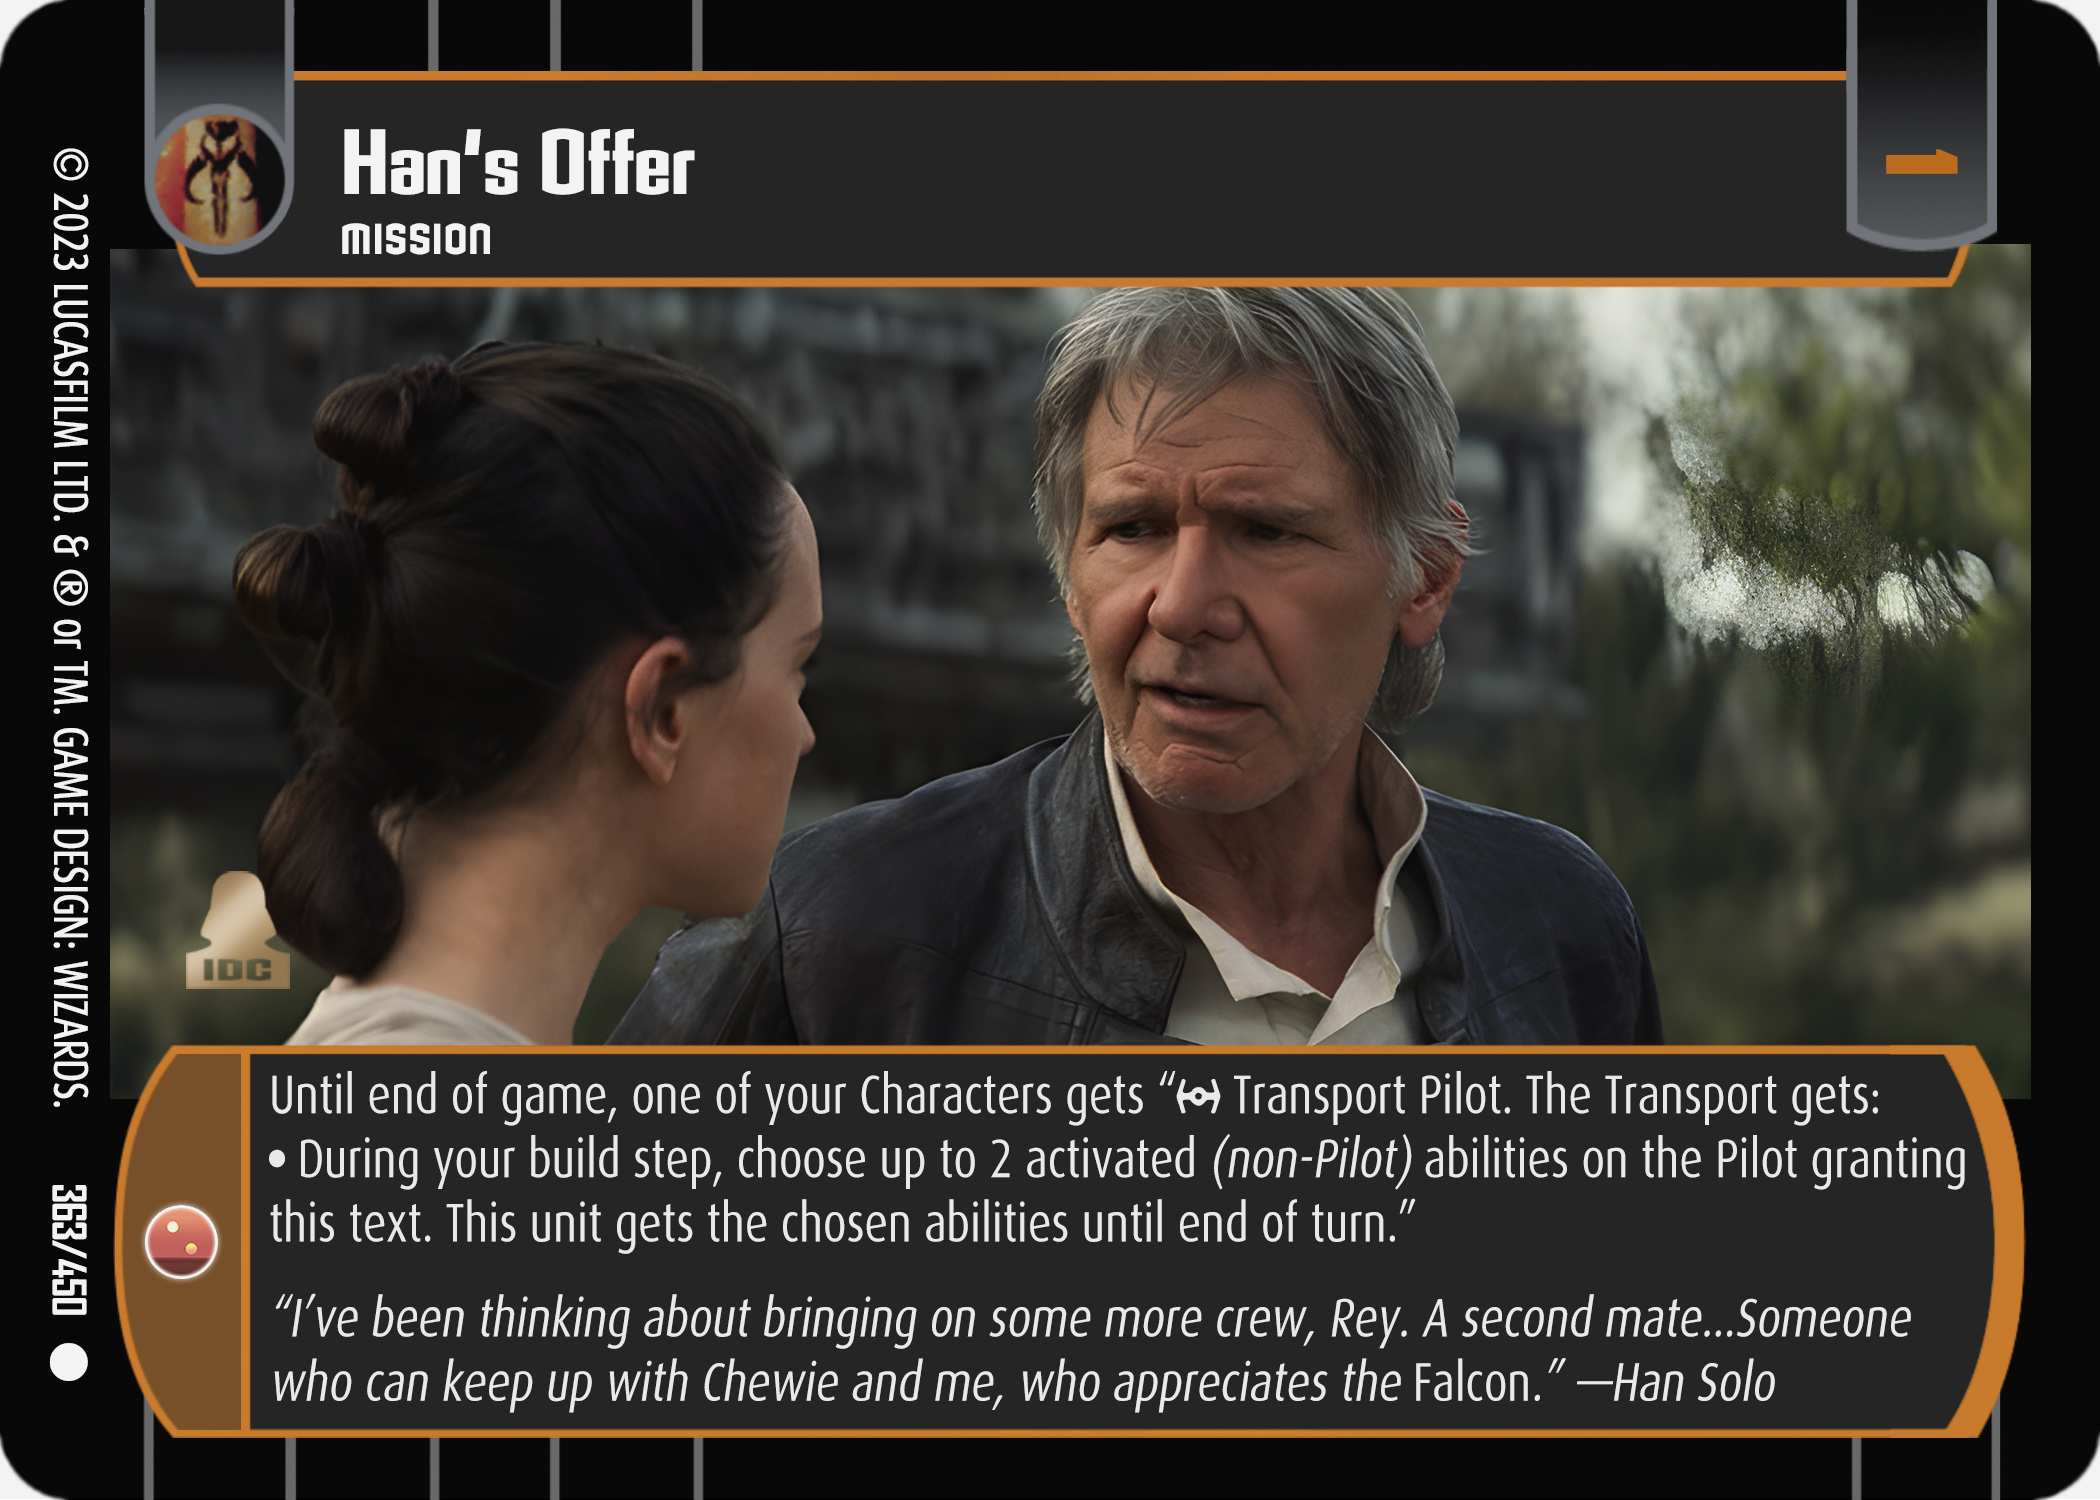 Han's Offer
MISSION
1
© 2023 LUCASFILM LTD. & ® or TM. GAME DESIGN: WIZARDS.
363/450
IDC
Until end of game, one of your Characters gets “ Transport Pilot. The Transport gets:
• During your build step, choose up to 2 activated (non-Pilot) abilities on the Pilot granting
this text. This unit gets the chosen abilities until end of turn.”
“I’ve been thinking about bringing on some more crew, Rey. A second mate...Someone
who can keep up with Chewie and me, who appreciates the Falcon.” —Han Solo